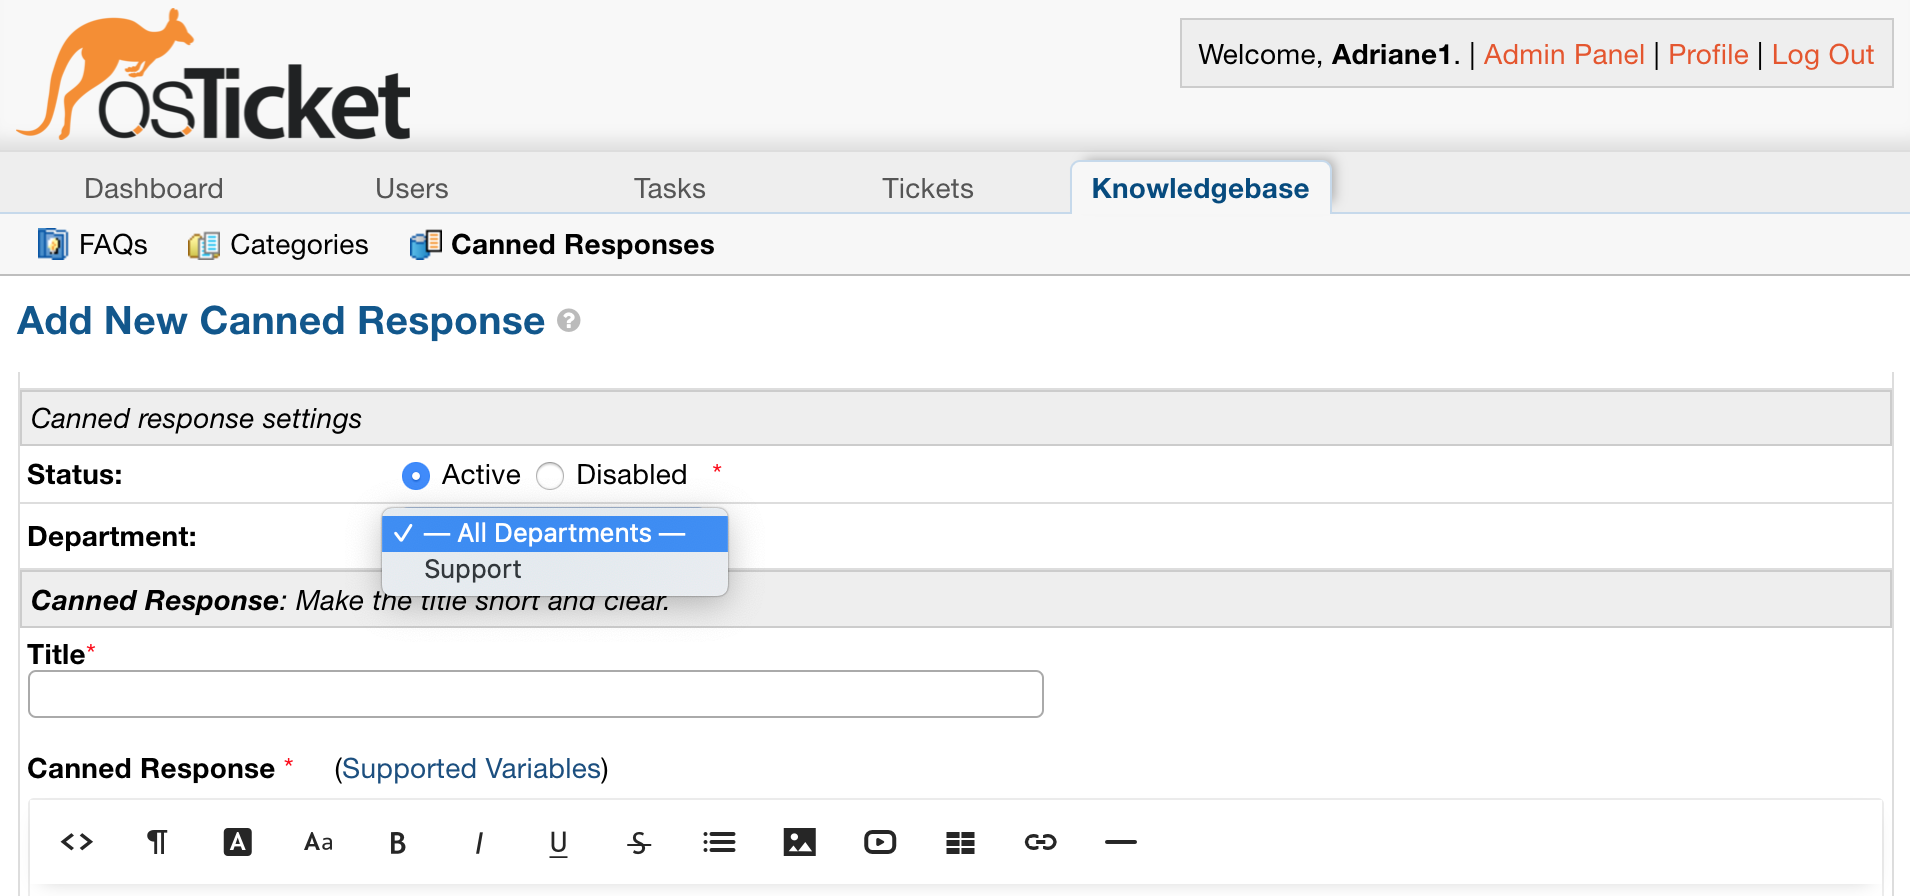 osTicket
Welcome, Adriane1. | Admin Panel | Profile | Log Out
Dashboard Users Tasks Tickets Knowledgebase
FAQs Categories Canned Responses
Add New Canned Response ?
Canned response settings
Status: Active Disabled *
Department: ✓ — All Departments —
Support
Canned Response: Make the title short and clear.
Title*
Canned Response * (Supported Variables)
<> ¶ A Aa B I U S